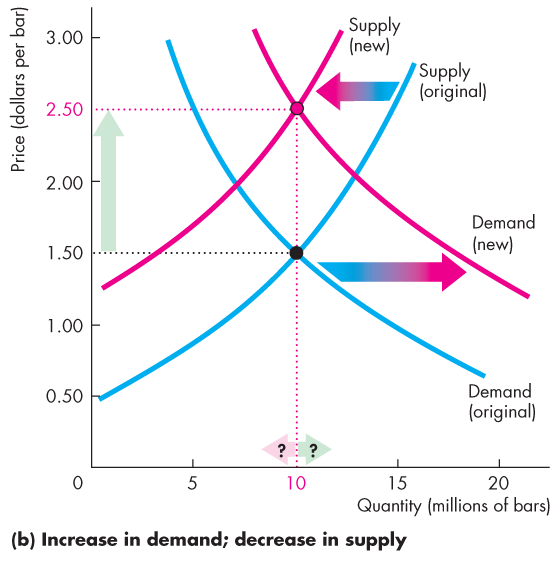 Price (dollars per bar)
3.00
2.50
2.00
1.50
1.00
0.50
0
5
10
15
20
Quantity (millions of bars)
Supply
(new)
Supply
(original)
Demand
(new)
Demand
(original)
? ?
(b) Increase in demand; decrease in supply